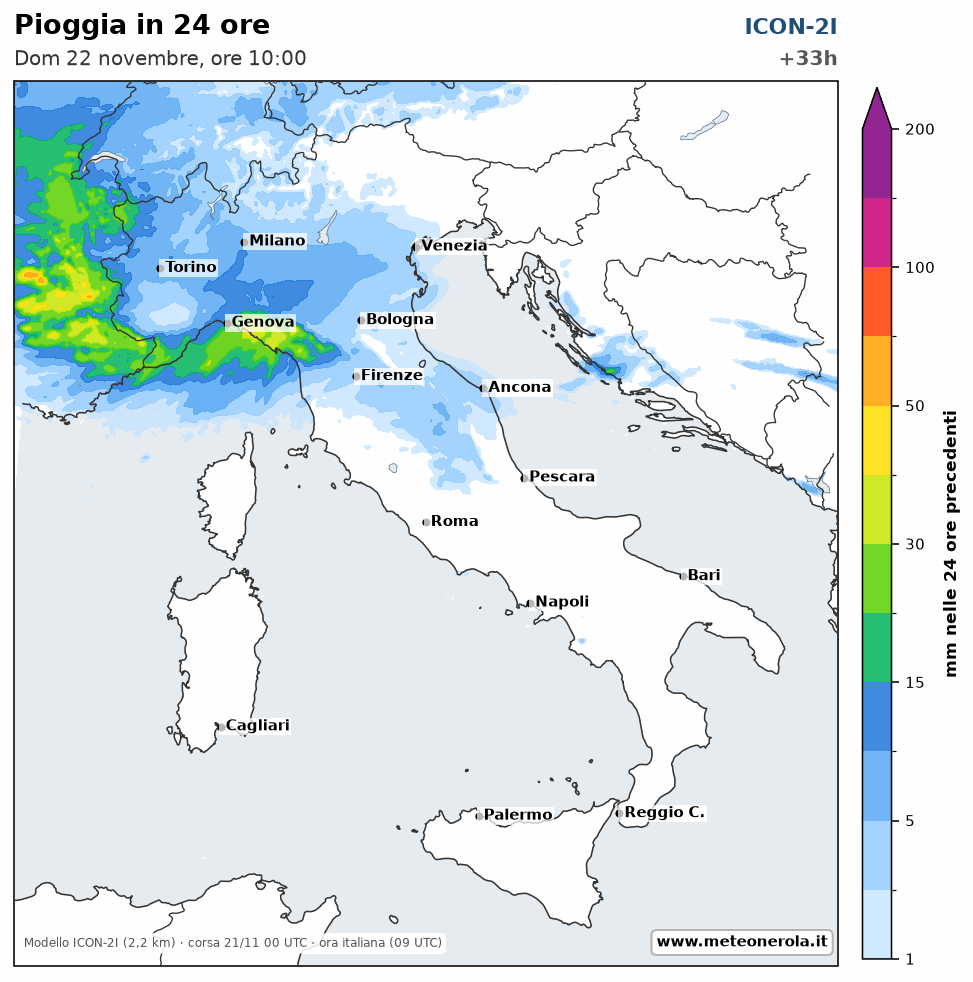 Pioggia in 24 ore
ICON-2I
Dom 22 novembre, ore 10:00
+33h
200
100
50
30
15
5
1
mm nelle 24 ore precedenti
Milano
Venezia
Torino
Genova
Bologna
Firenze
Ancona
Pescara
Roma
Bari
Napoli
Cagliari
Palermo
Reggio C.
Modello ICON-2I (2,2 km) · corsa 21/11 00 UTC · ora italiana (09 UTC)
www.meteonerola.it